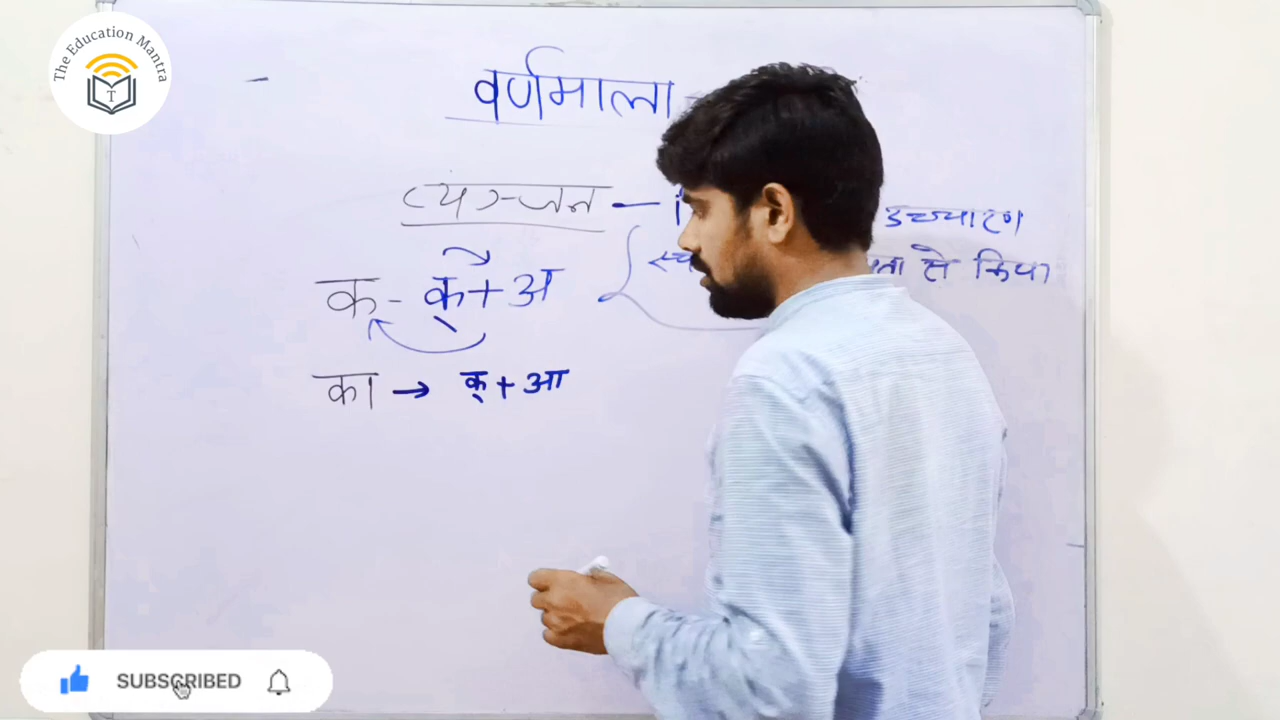 The Education Mantra
T
वर्णमाला
व्यञ्जन — उच्चारण
से किया
क - क् + अ
का → क् + आ
SUBSCRIBED